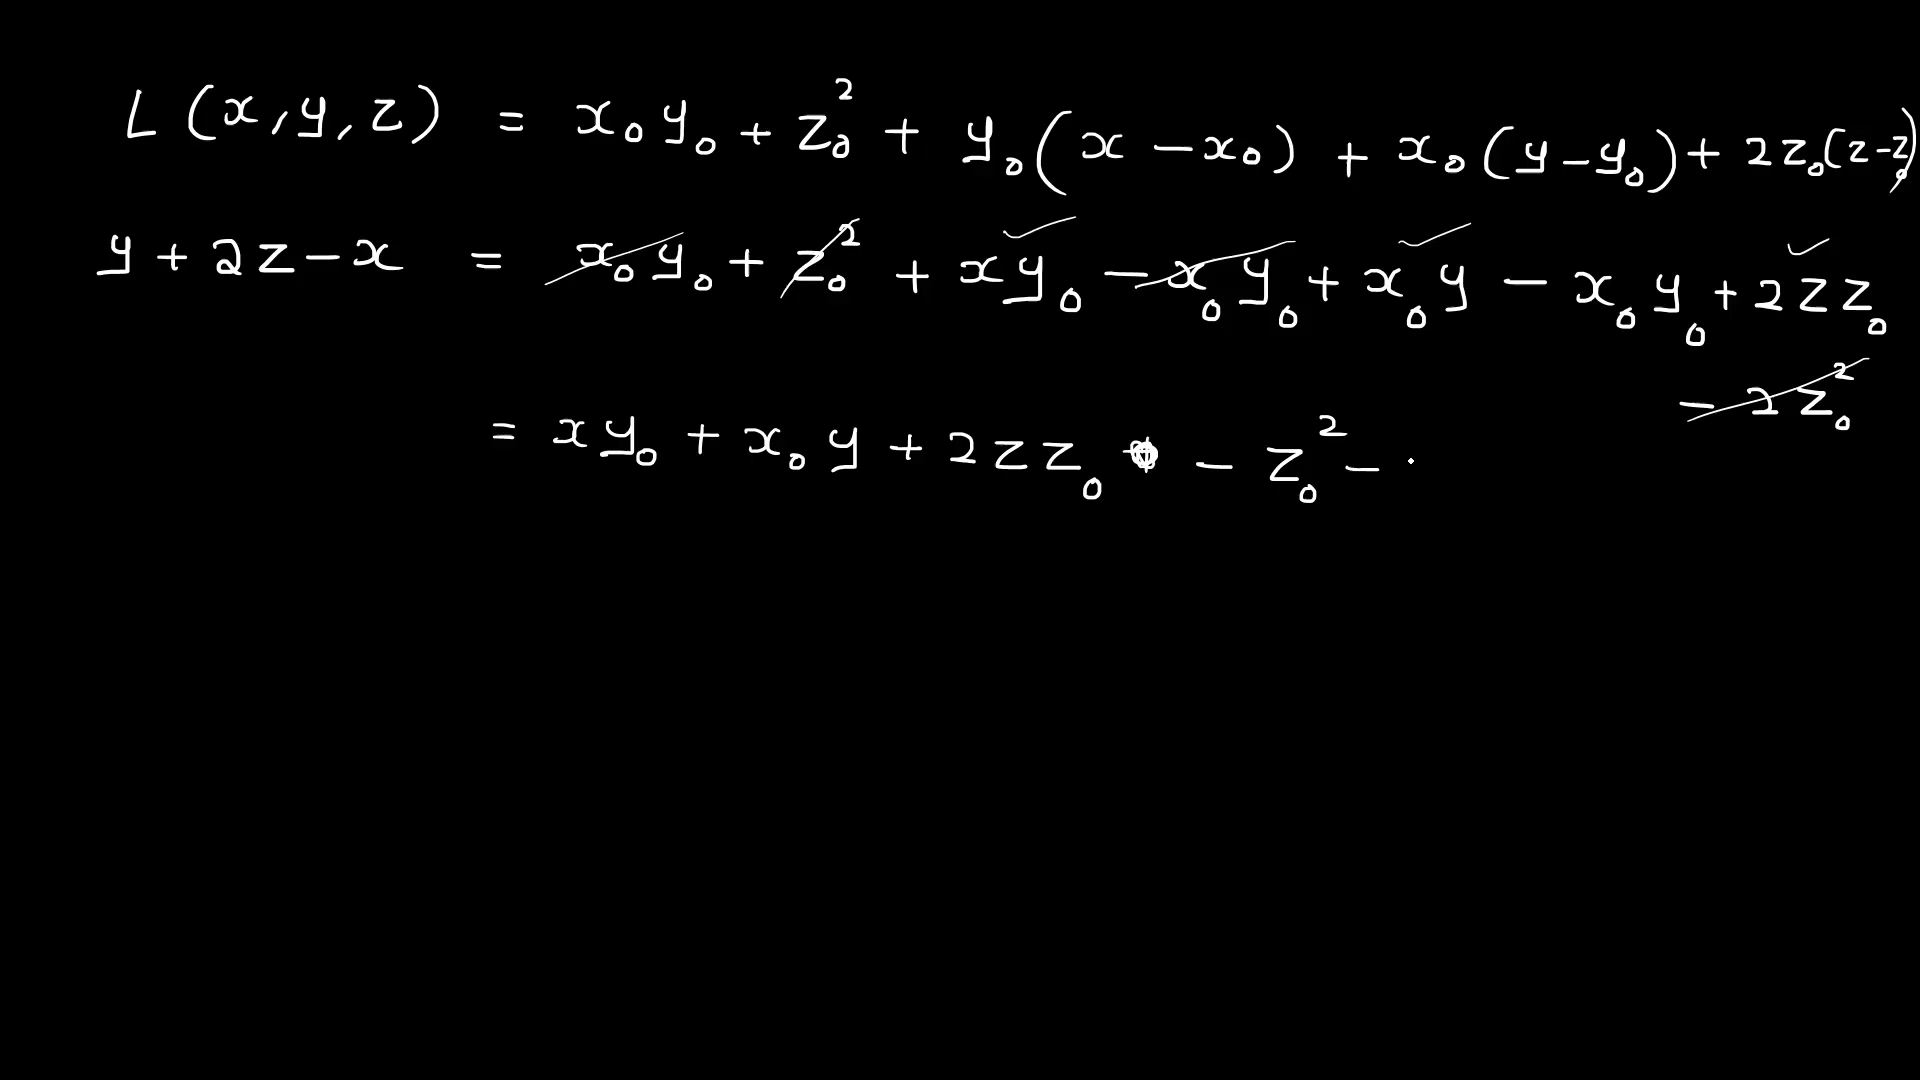 L(x,y,z) = x₀y₀ + z₀² + y₀(x − x₀) + x₀(y − y₀) + 2z₀(z − z₀)
y + 2z − x = x₀y₀ + z₀² + xy₀ − x₀y₀ + x₀y − x₀y₀ + 2zz₀
− 2z₀²
= xy₀ + x₀y + 2zz₀ − z₀² −